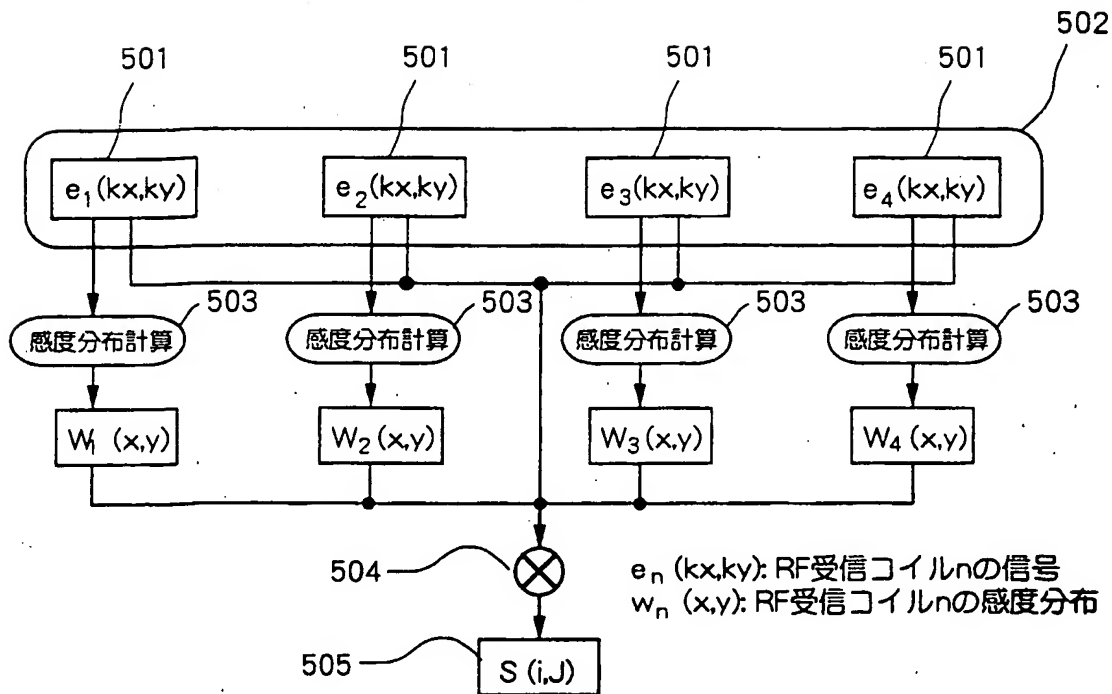 502
501
501
501
501
e₁(kx,ky)
e₂(kx,ky)
e₃(kx,ky)
e₄(kx,ky)
503
503
503
503
感度分布計算
感度分布計算
感度分布計算
感度分布計算
W₁ (x,y)
W₂ (x,y)
W₃ (x,y)
W₄ (x,y)
504
eₙ (kx,ky): RF受信コイルnの信号
wₙ (x,y): RF受信コイルnの感度分布
505
S (i,J)